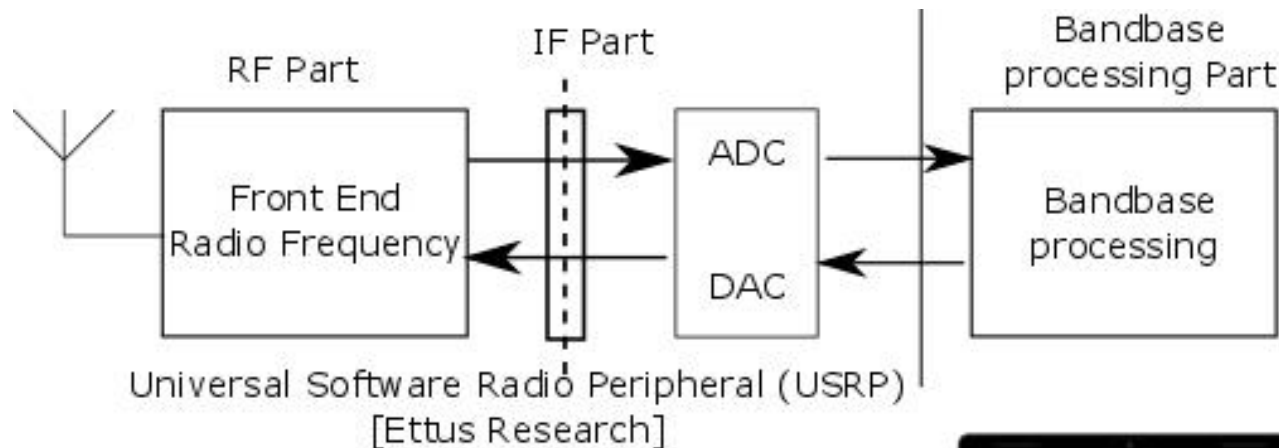 RF Part
IF Part
Bandbase
processing Part
Front End
Radio Frequency
ADC
DAC
Bandbase
processing
Universal Software Radio Peripheral (USRP)
[Ettus Research]